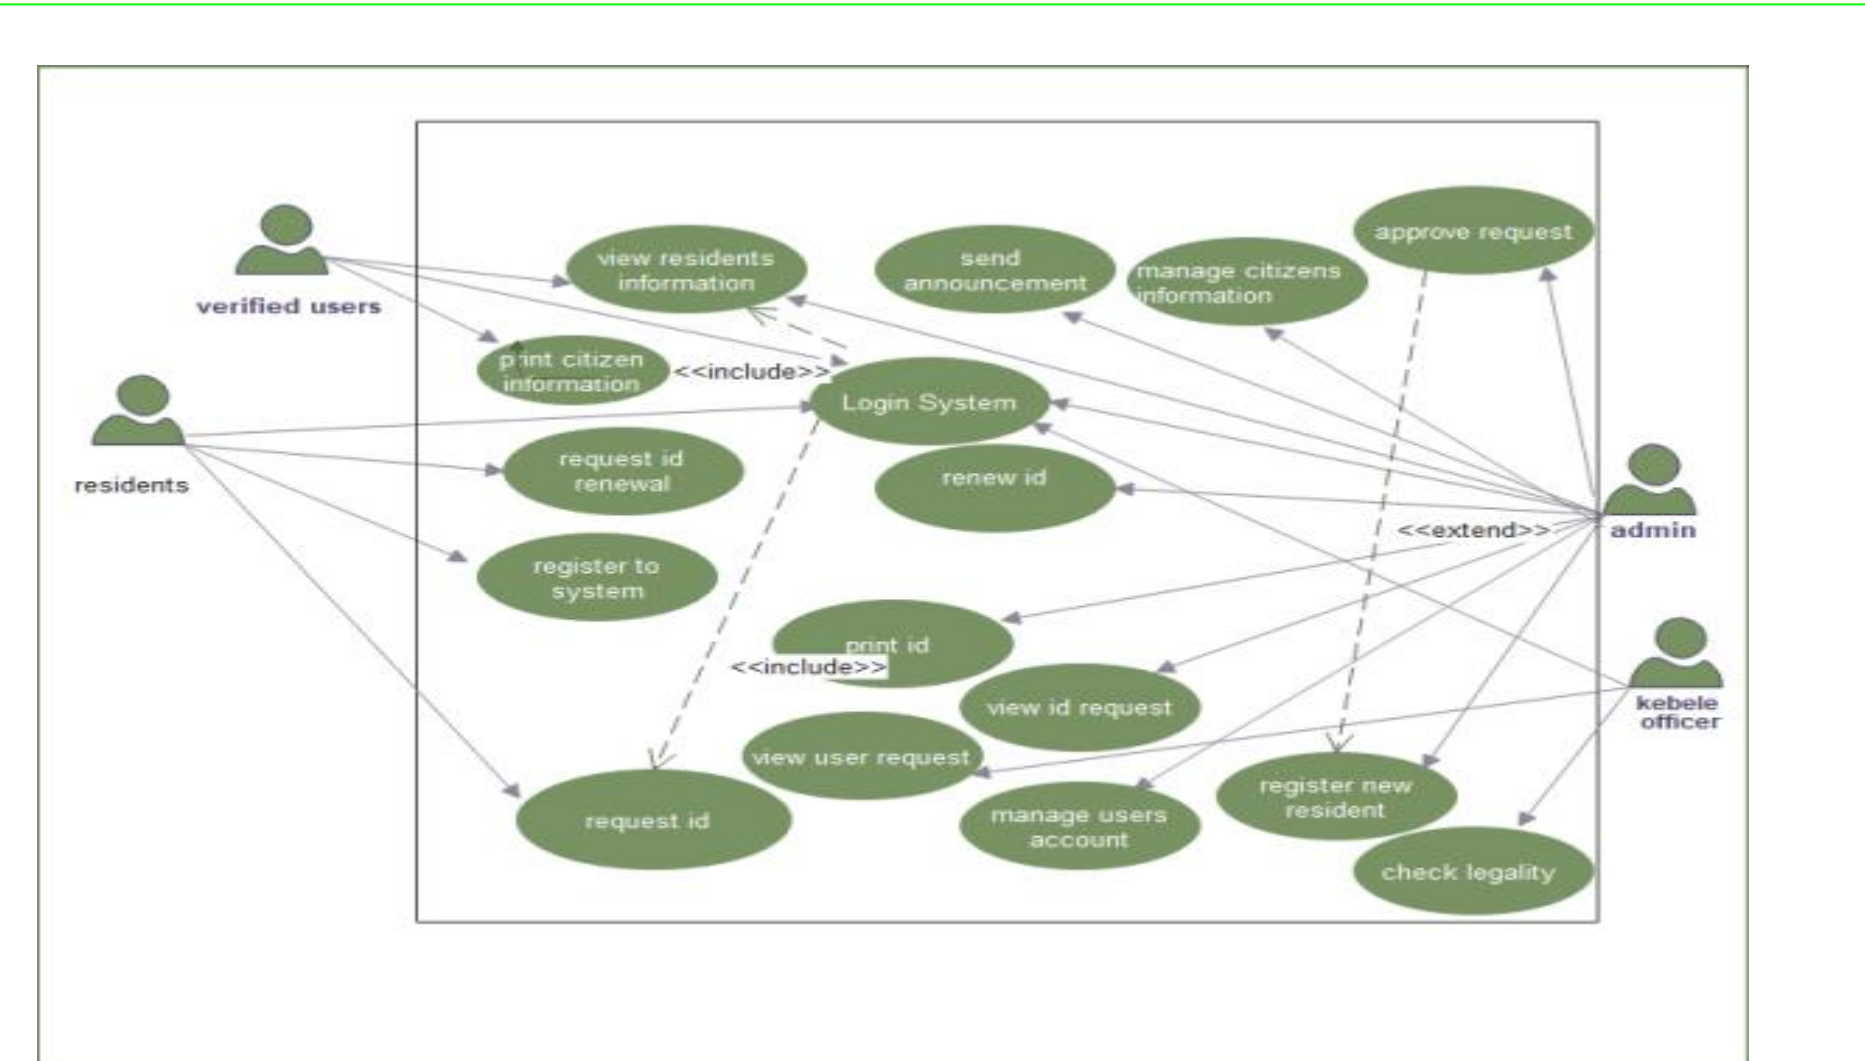 approve request
view residents
information
send
announcement
manage citizens
information
verified users
print citizen
information
<<include>>
Login System
residents
request id
renewal
renew id
<<extend>>
admin
register to
system
print id
<<include>>
view id request
kebele
officer
view user request
request id
manage users
account
register new
resident
check legality